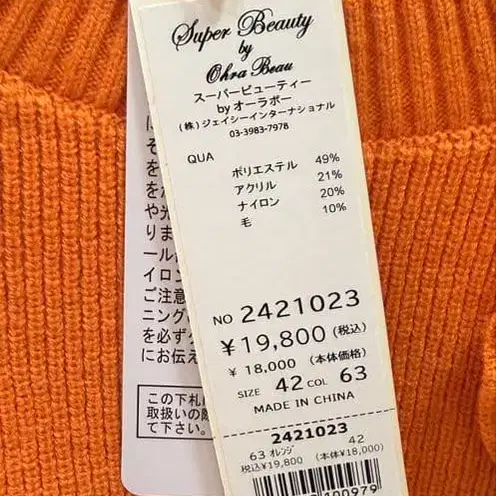 Super Beauty
by
Ohra Beau
スーパービューティー
by オーラボー
(株)ジェイシーインターナショナル
03-3983-7978
QUA
ポリエステル 49%
アクリル 21%
ナイロン 20%
毛 10%
NO 2421023
¥19,800(税込)
¥ 18,000 (本体価格)
SIZE 42 COL 63
MADE IN CHINA
2421023
63 オレンジ 42
税込¥19,800 (本体¥18,000)
100979
や光
りま
ール
イロン
ご注意
ニング
を必ず
にお伝え
この下札
取扱いの
て下さい